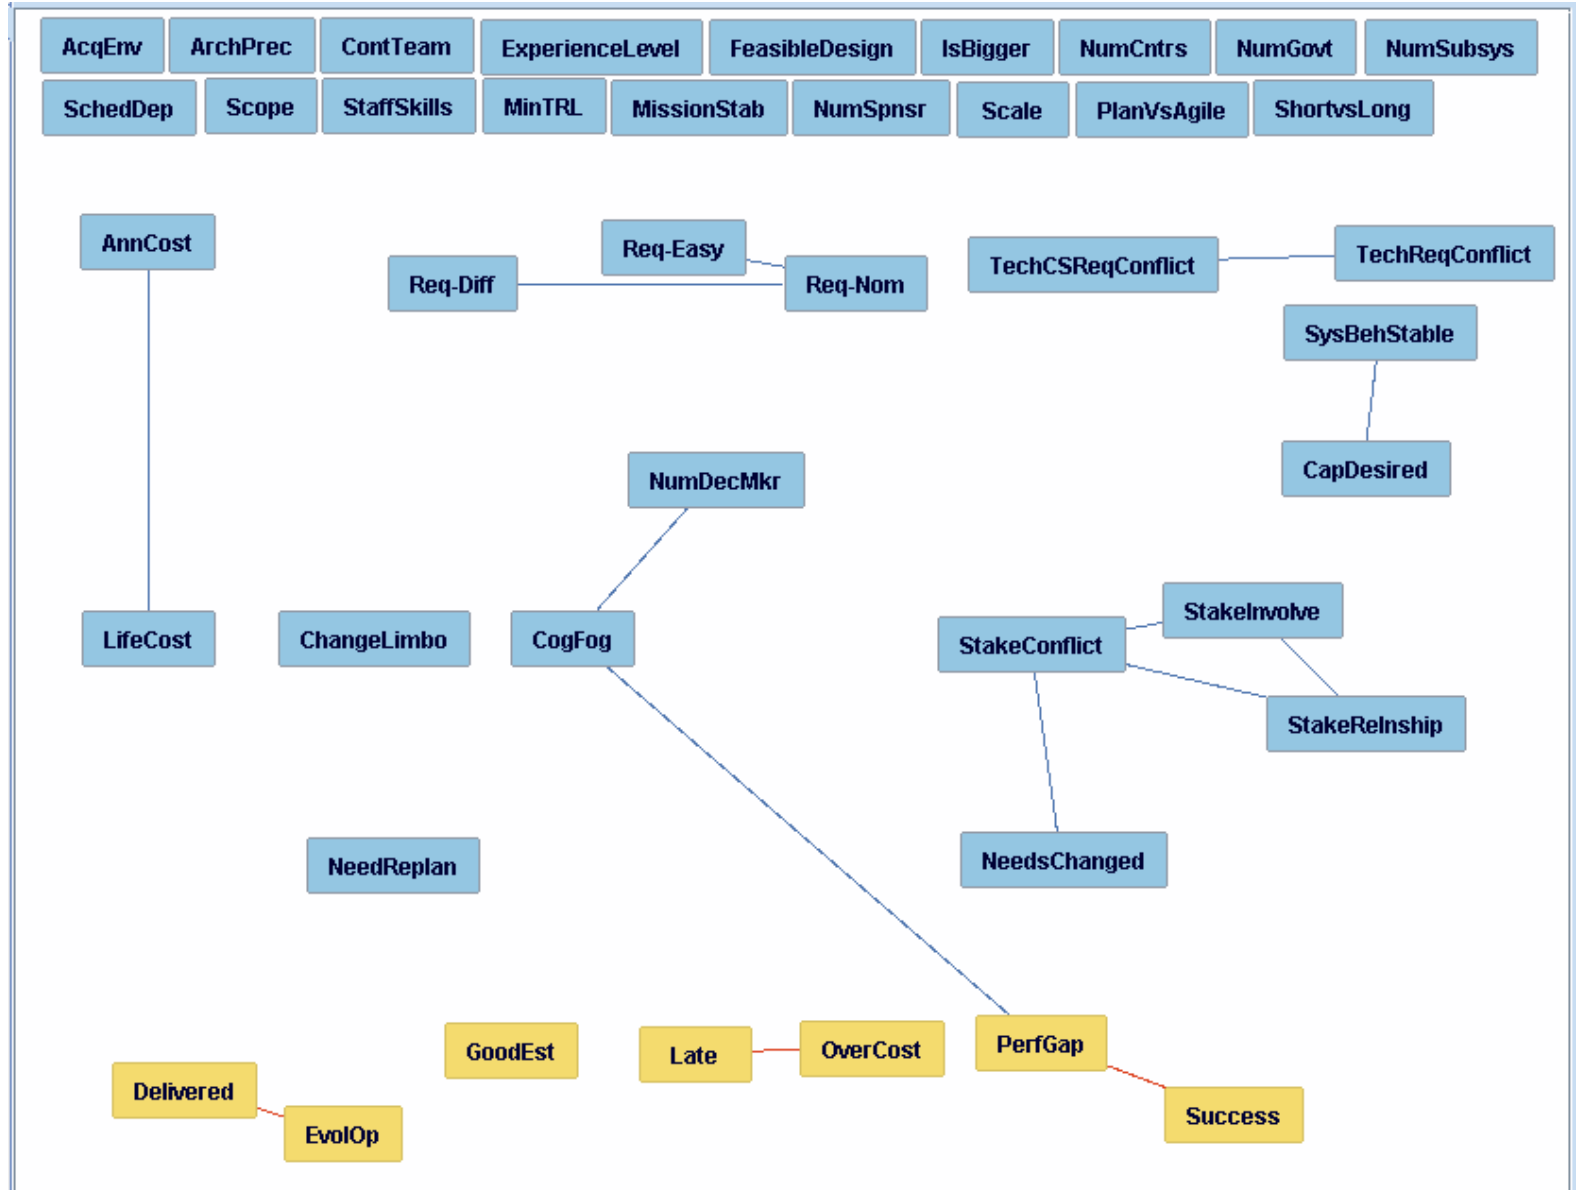 AcqEnv ArchPrec ContTeam ExperienceLevel FeasibleDesign IsBigger NumCntrs NumGovt NumSubsys
SchedDep Scope StaffSkills MinTRL MissionStab NumSpnsr Scale PlanVsAgile ShortvsLong
AnnCost
Req-Easy
Req-Diff
Req-Nom
TechCSReqConflict
TechReqConflict
SysBehStable
CapDesired
NumDecMkr
LifeCost
ChangeLimbo
CogFog
StakeConflict
StakeInvolve
StakeRelnship
NeedReplan
NeedsChanged
GoodEst
Late
OverCost
PerfGap
Delivered
EvolOp
Success